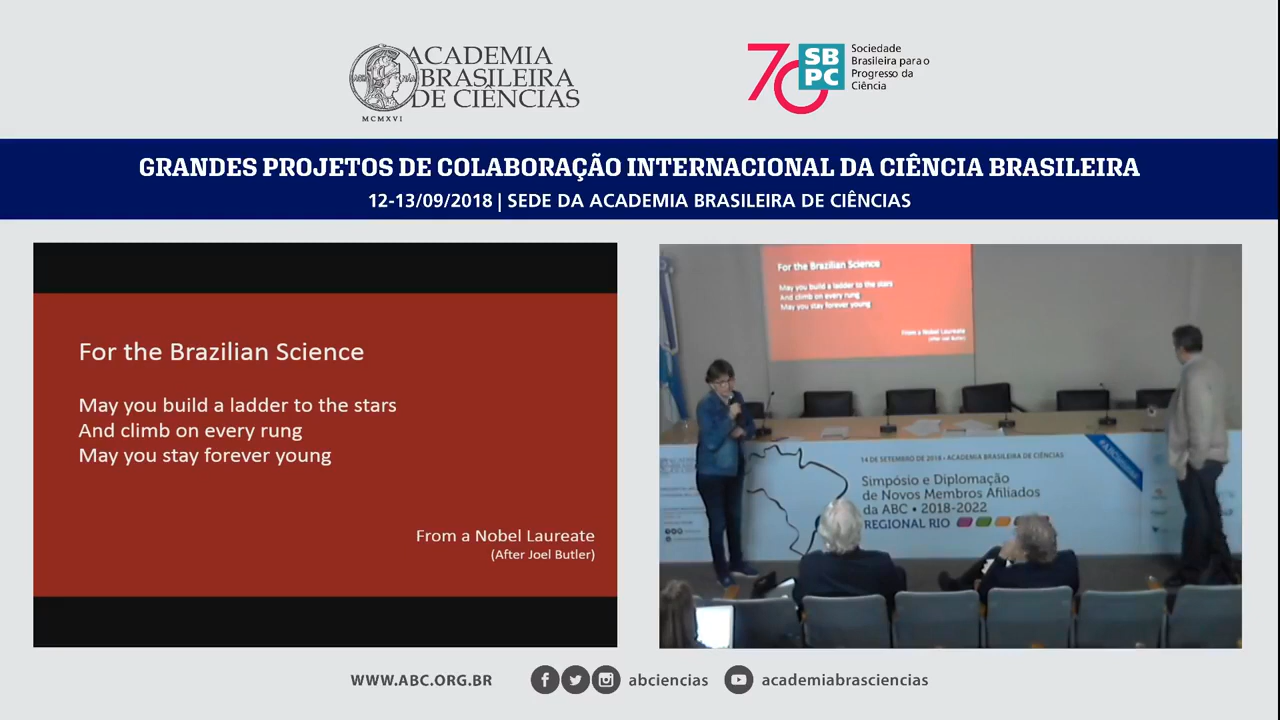 ACADEMIA
BRASILEIRA
DE CIÊNCIAS
MCMXVI
70
SB
PC
Sociedade
Brasileira para o
Progresso da
Ciência
GRANDES PROJETOS DE COLABORAÇÃO INTERNACIONAL DA CIÊNCIA BRASILEIRA
12-13/09/2018 | SEDE DA ACADEMIA BRASILEIRA DE CIÊNCIAS
For the Brazilian Science
May you build a ladder to the stars
And climb on every rung
May you stay forever young
From a Nobel Laureate
(After Joel Butler)
For the Brazilian Science
May you build a ladder to the stars
And climb on every rung
May you stay forever young
From a Nobel Laureate
(After Joel Butler)
14 DE SETEMBRO DE 2018 • ACADEMIA BRASILEIRA DE CIÊNCIAS
Simpósio e Diplomação
de Novos Membros Afiliados
da ABC • 2018-2022
REGIONAL RIO
WWW.ABC.ORG.BR
abciencias
academiabrasciencias